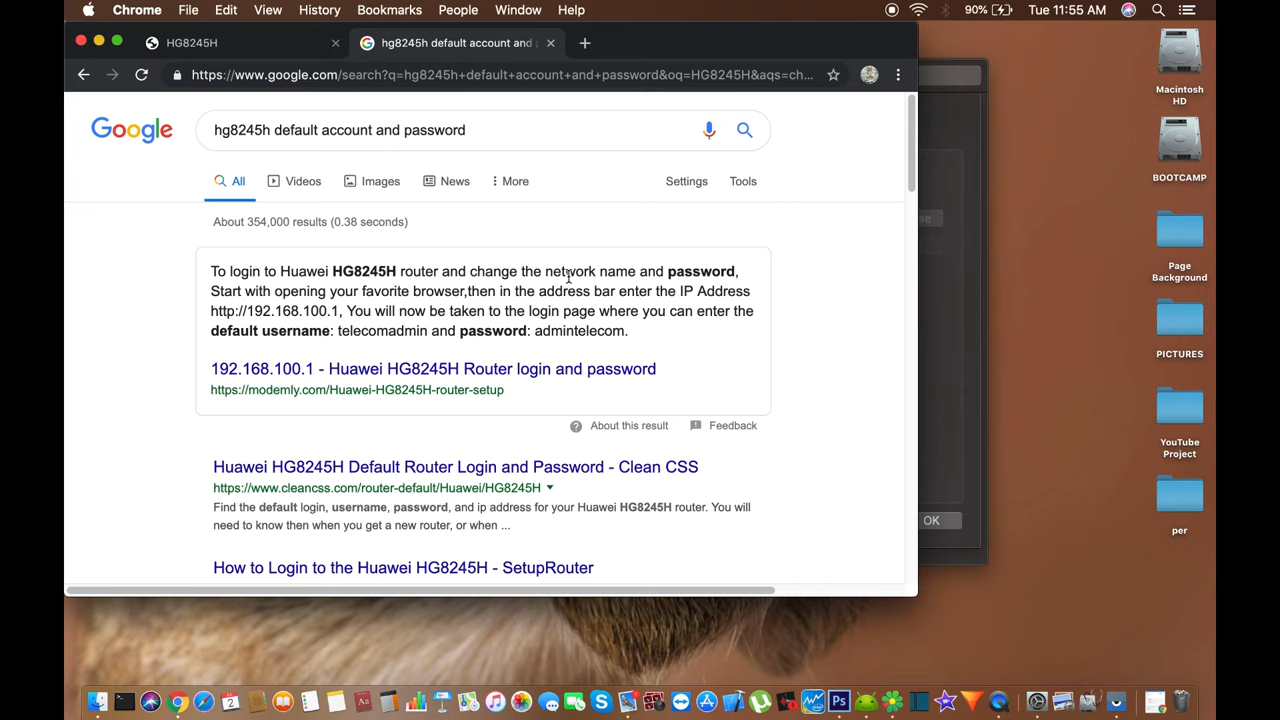 Chrome File Edit View History Bookmarks People Window Help 90% Tue 11:55 AM
HG8245H
hg8245h default account and
https://www.google.com/search?q=hg8245h+default+account+and+password&oq=HG8245H&aqs=ch...
Google
hg8245h default account and password
All Videos Images News More Settings Tools
About 354,000 results (0.38 seconds)
To login to Huawei HG8245H router and change the network name and password,
Start with opening your favorite browser,then in the address bar enter the IP Address
http://192.168.100.1, You will now be taken to the login page where you can enter the
default username: telecomadmin and password: admintelecom.
192.168.100.1 - Huawei HG8245H Router login and password
https://modemly.com/Huawei-HG8245H-router-setup
About this result Feedback
Huawei HG8245H Default Router Login and Password - Clean CSS
https://www.cleancss.com/router-default/Huawei/HG8245H
Find the default login, username, password, and ip address for your Huawei HG8245H router. You will
need to know then when you get a new router, or when ...
How to Login to the Huawei HG8245H - SetupRouter
OK
Macintosh
HD
BOOTCAMP
Page
Background
PICTURES
YouTube
Project
per
2
Ps